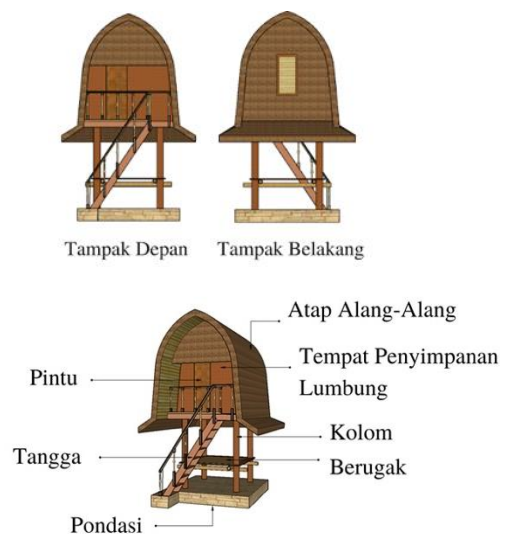 Tampak Depan
Tampak Belakang
Atap Alang-Alang
Tempat Penyimpanan
Lumbung
Pintu
Kolom
Tangga
Berugak
Pondasi